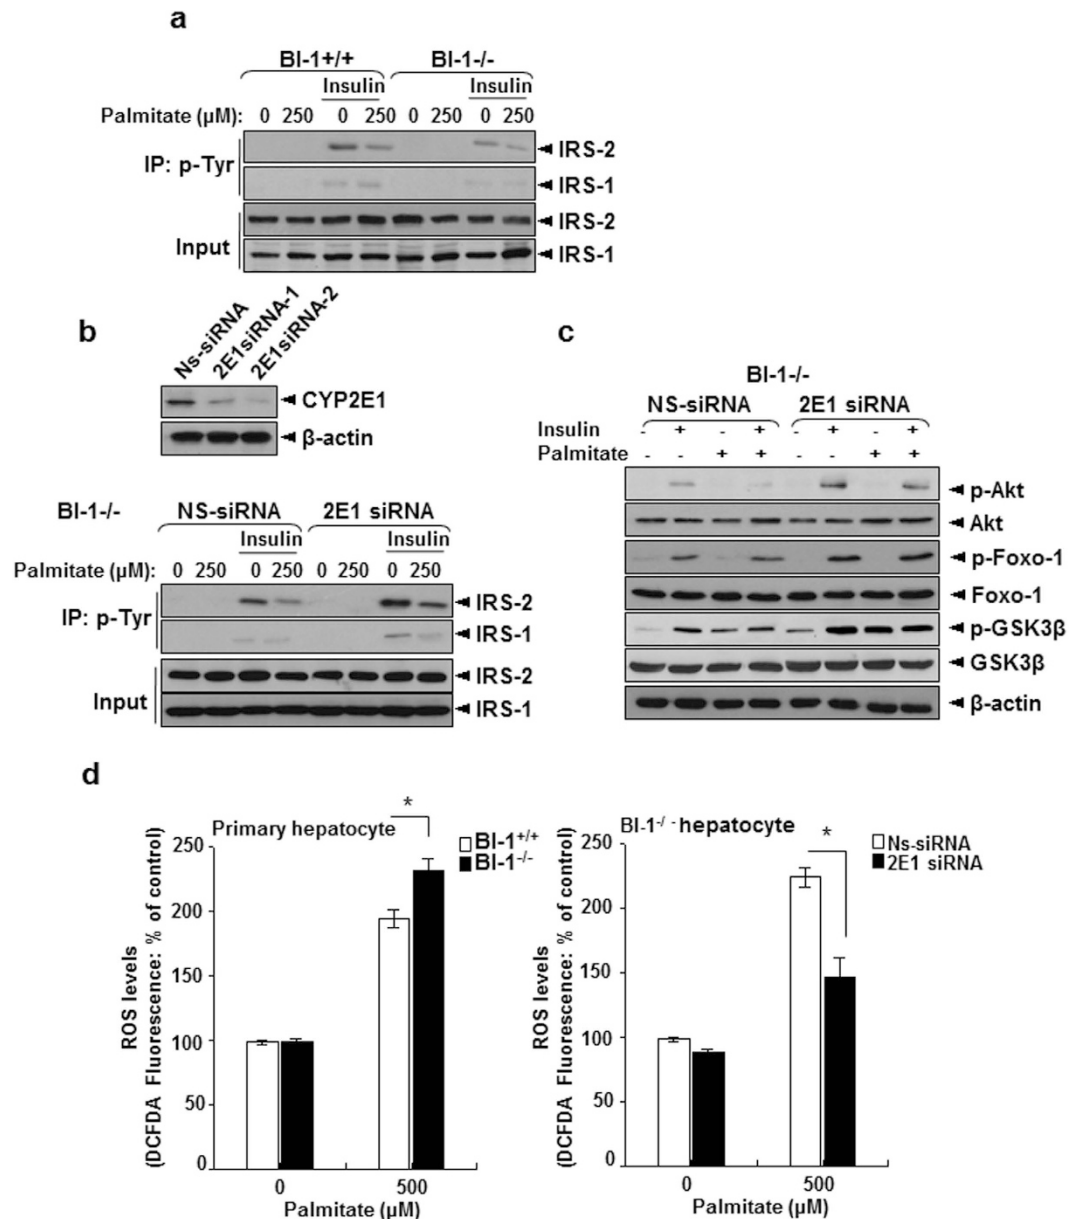 a
BI-1+/+ BI-1-/-
Insulin Insulin
Palmitate (µM): 0 250 0 250 0 250 0 250
IP: p-Tyr
IRS-2
IRS-1
Input
IRS-2
IRS-1
b
Ns-siRNA
2E1siRNA-1
2E1siRNA-2
CYP2E1
β-actin
BI-1-/- NS-siRNA 2E1 siRNA
Insulin Insulin
Palmitate (µM): 0 250 0 250 0 250 0 250
IP: p-Tyr
IRS-2
IRS-1
Input
IRS-2
IRS-1
c
BI-1-/-
NS-siRNA 2E1 siRNA
Insulin - + - + - + - +
Palmitate - - + + - - + +
p-Akt
Akt
p-Foxo-1
Foxo-1
p-GSK3β
GSK3β
β-actin
d
Primary hepatocyte
*
BI-1+/+
BI-1-/-
ROS levels
(DCFDA Fluorescence: % of control)
250
200
150
100
50
0
0 500
Palmitate (µM)
BI-1-/- hepatocyte
*
Ns-siRNA
2E1 siRNA
ROS levels
(DCFDA Fluorescence: % of control)
250
200
150
100
50
0
0 500
Palmitate (µM)